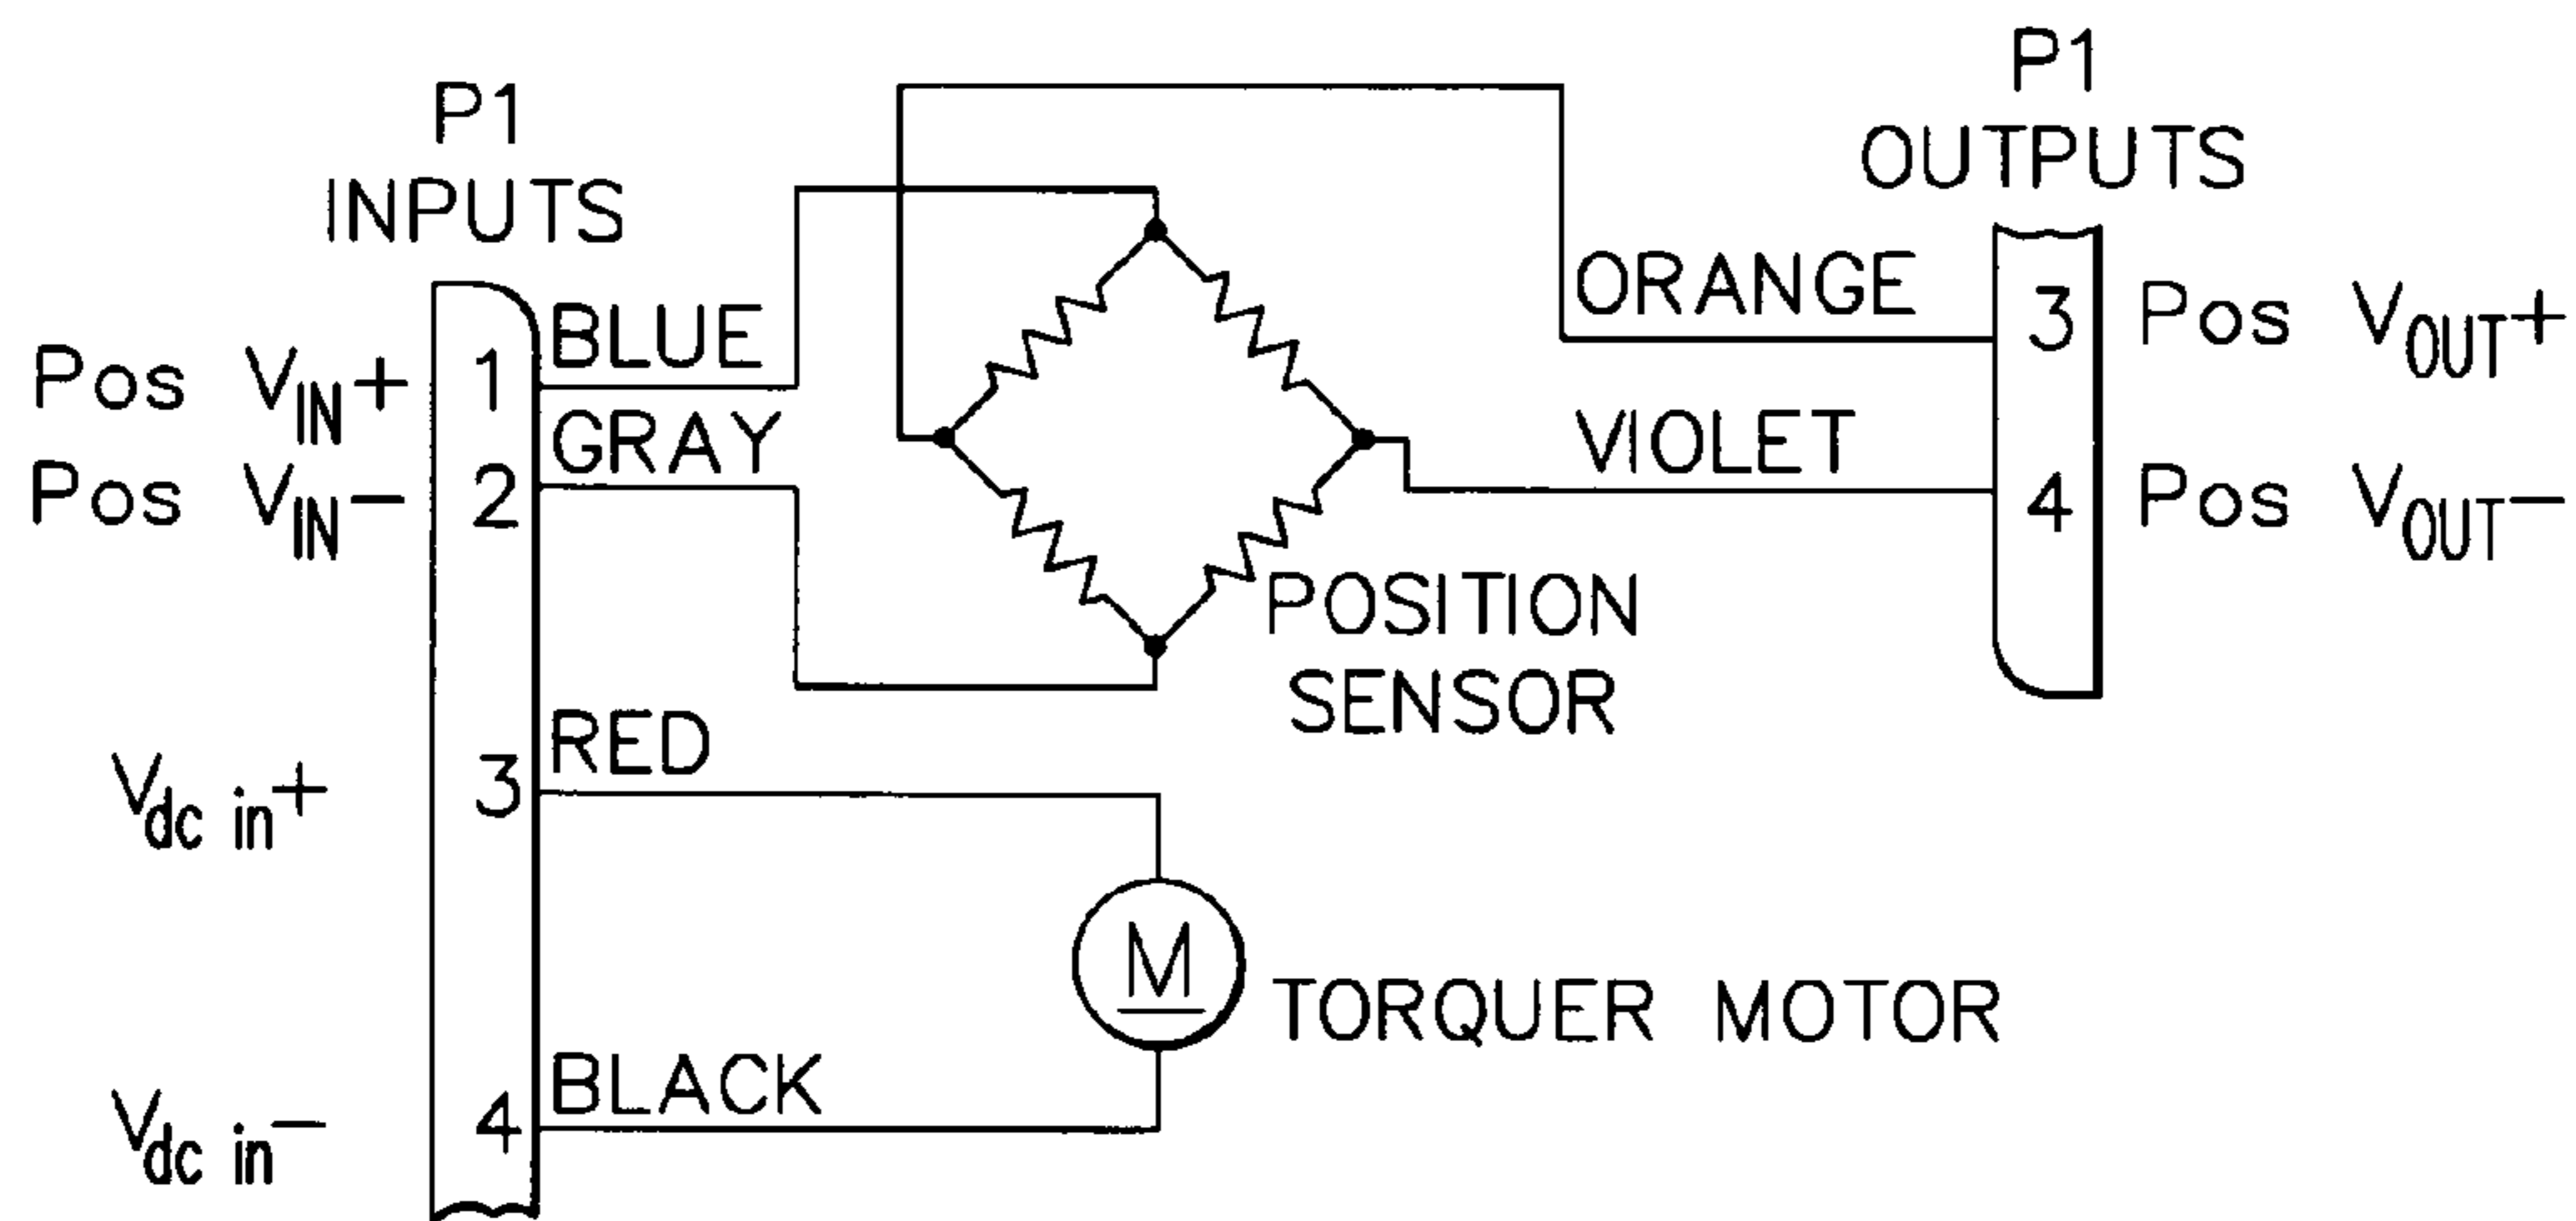 P1
INPUTS
P1
OUTPUTS
Pos V_IN+ 1 BLUE
Pos V_IN- 2 GRAY
V_dc in+ 3 RED
V_dc in- 4 BLACK
ORANGE 3 Pos V_OUT+
VIOLET 4 Pos V_OUT-
POSITION
SENSOR
M
TORQUER MOTOR